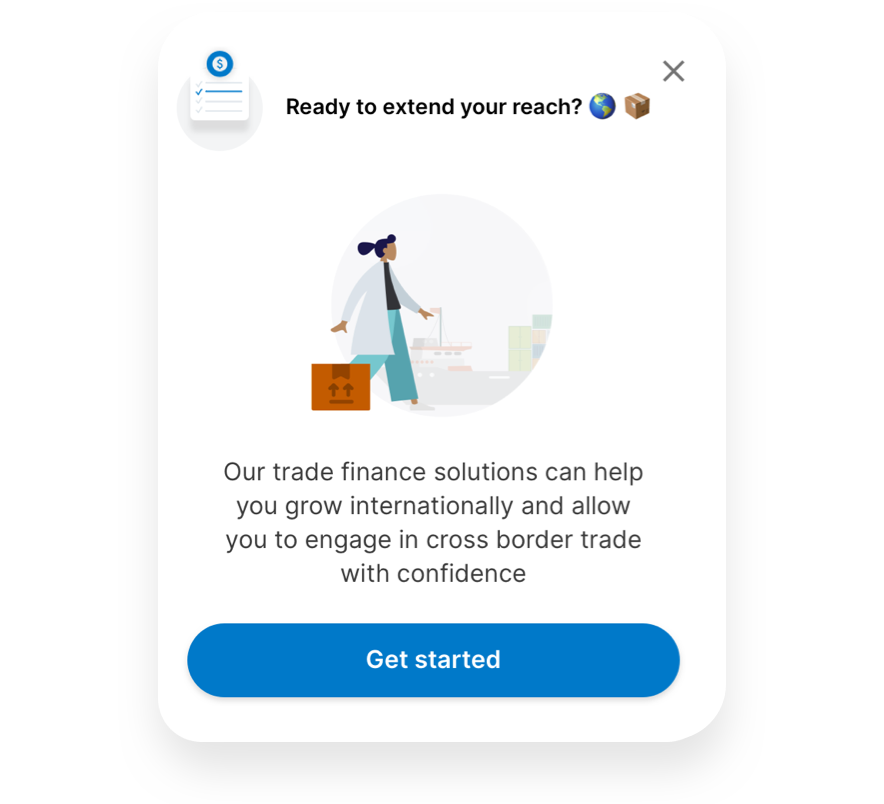 Ready to extend your reach? 🌎 📦
Our trade finance solutions can help
you grow internationally and allow
you to engage in cross border trade
with confidence
Get started